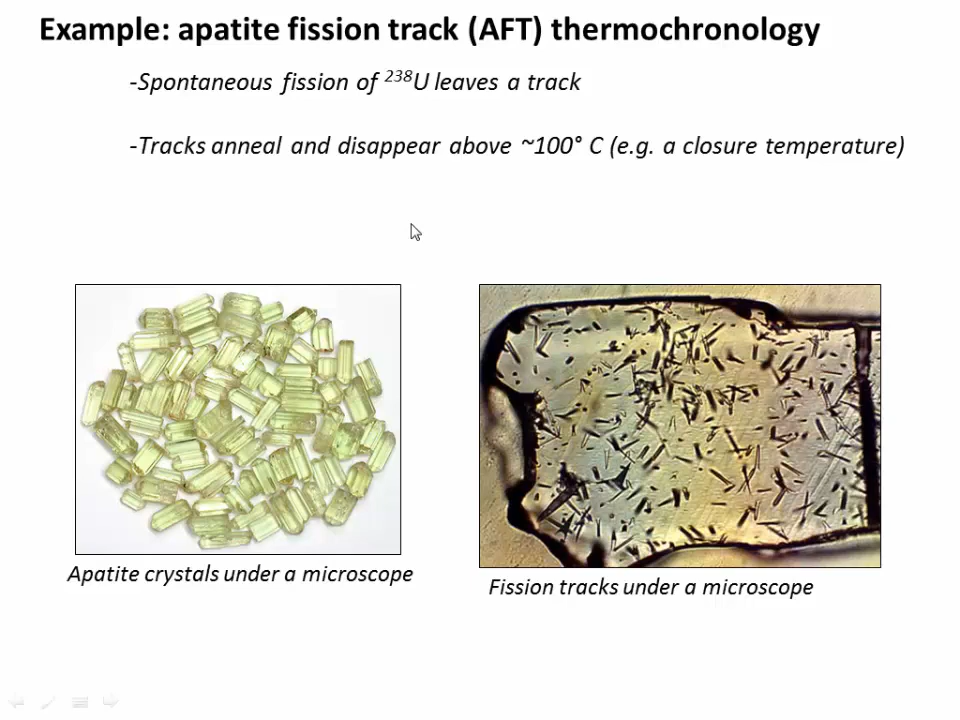 Example: apatite fission track (AFT) thermochronology
-Spontaneous fission of ²³⁸U leaves a track
-Tracks anneal and disappear above ~100° C (e.g. a closure temperature)
Apatite crystals under a microscope
Fission tracks under a microscope